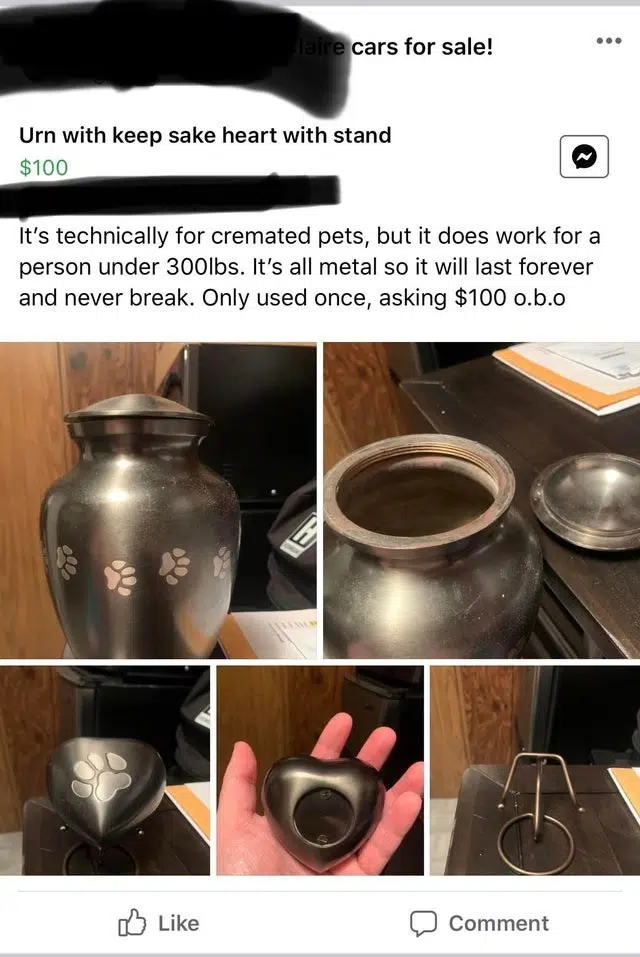 cars for sale!
Urn with keep sake heart with stand
$100
It's technically for cremated pets, but it does work for a
person under 300lbs. It's all metal so it will last forever
and never break. Only used once, asking $100 o.b.o
Like
Comment